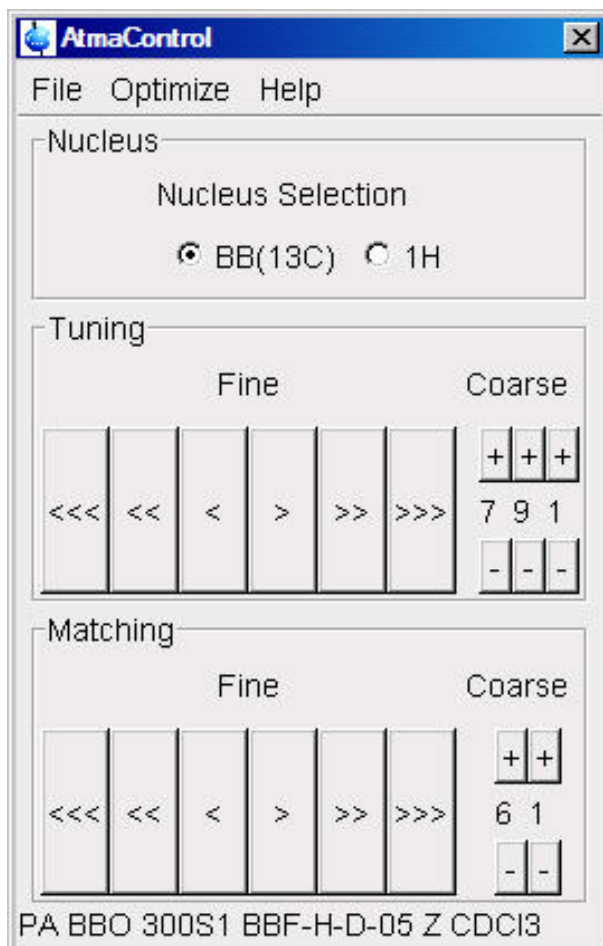 AtmaControl
File Optimize Help
Nucleus
Nucleus Selection
BB(13C) 1H
Tuning
Fine Coarse
+ + +
<<< << < > >> >>> 7 9 1
- - -
Matching
Fine Coarse
+ +
<<< << < > >> >>> 6 1
- -
PA BBO 300S1 BBF-H-D-05 Z CDCl3